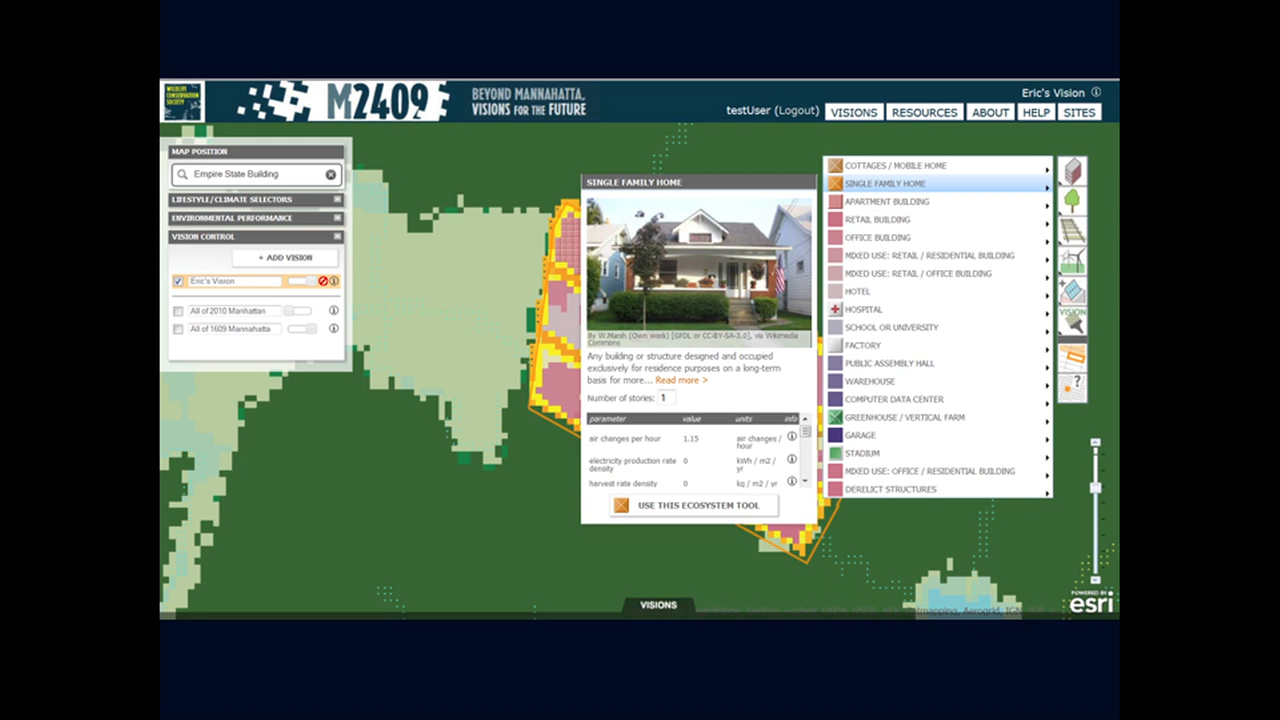 WILDLIFE
CONSERVATION
SOCIETY
M2409
BEYOND MANNAHATTA,
VISIONS FOR THE FUTURE
Eric's Vision
testUser (Logout)
VISIONS
RESOURCES
ABOUT
HELP
SITES
MAP POSITION
Empire State Building
LIFESTYLE/CLIMATE SELECTORS
ENVIRONMENTAL PERFORMANCE
VISION CONTROL
+ ADD VISION
Eric's Vision
All of 2010 Manhattan
All of 1609 Mannahatta
SINGLE FAMILY HOME
By W.Marsh (Own work) [GFDL or CC-BY-SA-3.0], via Wikimedia
Commons
Any building or structure designed and occupied
exclusively for residence purposes on a long-term
basis for more... Read more >
Number of stories: 1
parameter value units info
air changes per hour 1.15 air changes /
hour
electricity production rate 0 kWh / m2 /
density yr
harvest rate density 0 kg / m2 / yr
USE THIS ECOSYSTEM TOOL
COTTAGES / MOBILE HOME
SINGLE FAMILY HOME
APARTMENT BUILDING
RETAIL BUILDING
OFFICE BUILDING
MIXED USE: RETAIL / RESIDENTIAL BUILDING
MIXED USE: RETAIL / OFFICE BUILDING
HOTEL
HOSPITAL
SCHOOL OR UNIVERSITY
FACTORY
PUBLIC ASSEMBLY HALL
WAREHOUSE
COMPUTER DATA CENTER
GREENHOUSE / VERTICAL FARM
GARAGE
STADIUM
MIXED USE: OFFICE / RESIDENTIAL BUILDING
DERELICT STRUCTURES
VISION
?
VISIONS
POWERED BY
esri